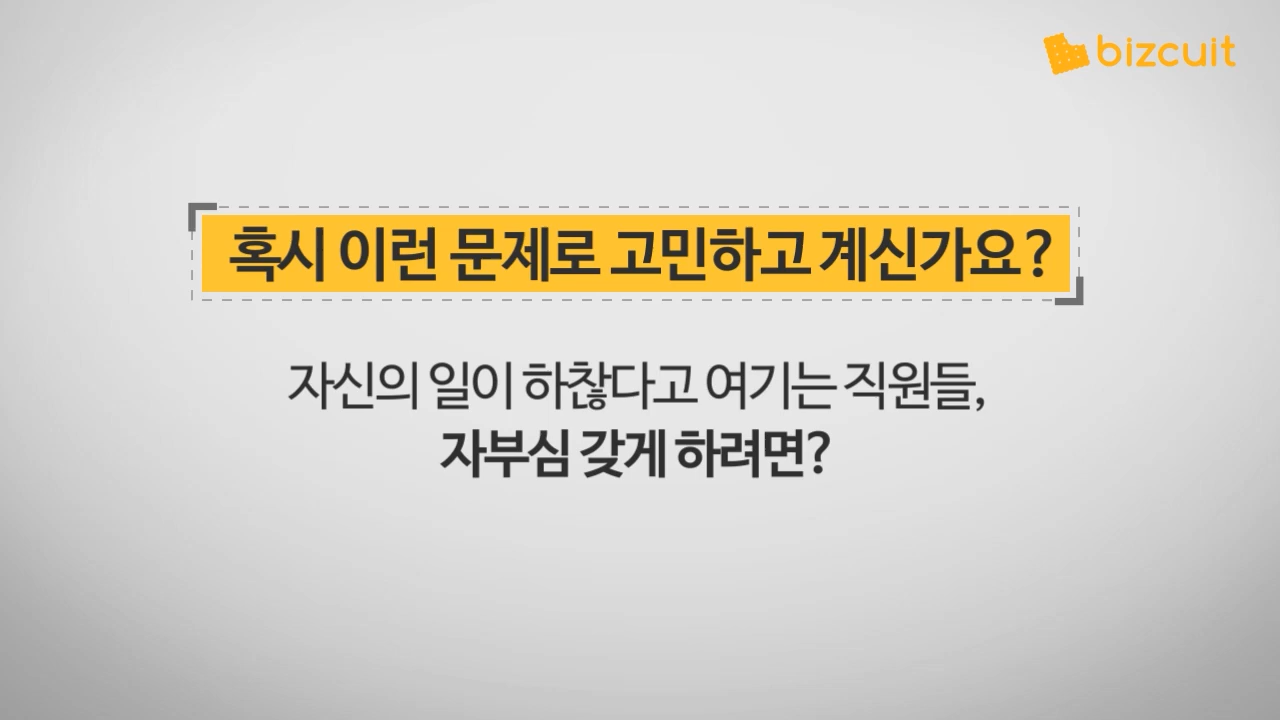 bizcuit
혹시 이런 문제로 고민하고 계신가요?
자신의 일이 하찮다고 여기는 직원들,
자부심 갖게 하려면?